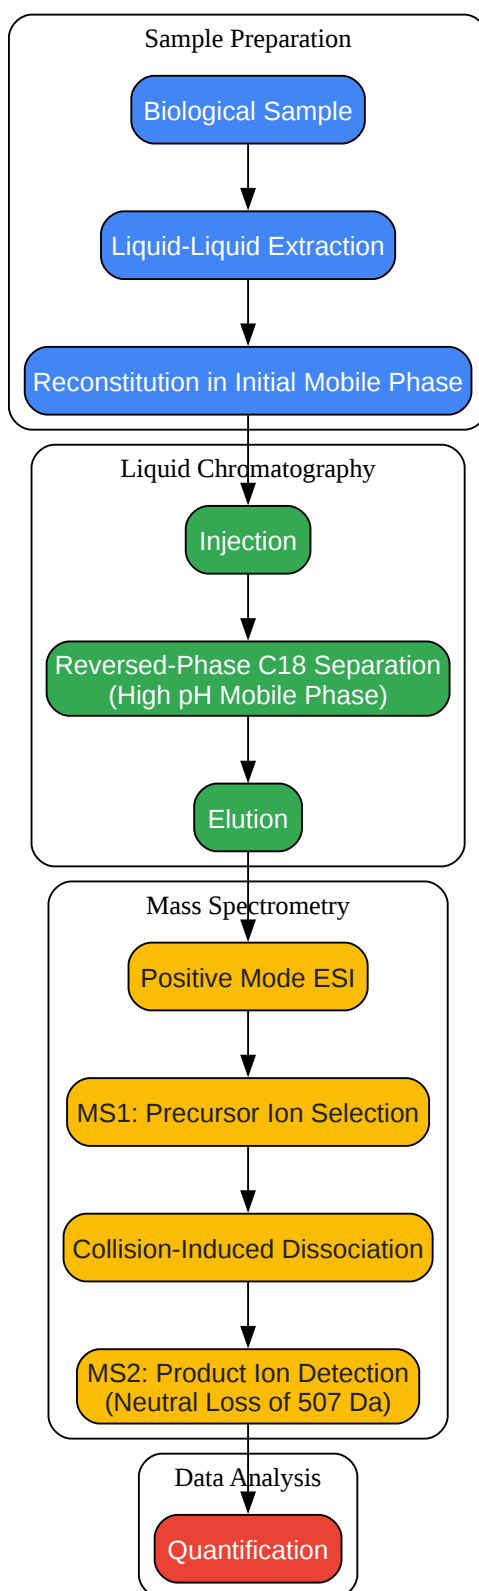 Sample Preparation
Biological Sample
Liquid-Liquid Extraction
Reconstitution in Initial Mobile Phase
Liquid Chromatography
Injection
Reversed-Phase C18 Separation
(High pH Mobile Phase)
Elution
Mass Spectrometry
Positive Mode ESI
MS1: Precursor Ion Selection
Collision-Induced Dissociation
MS2: Product Ion Detection
(Neutral Loss of 507 Da)
Data Analysis
Quantification